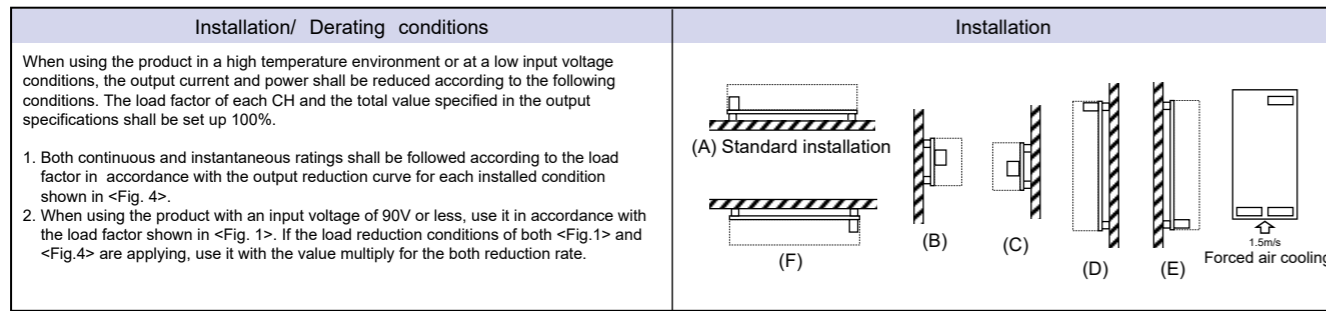 Installation/ Derating conditions
Installation
When using the product in a high temperature environment or at a low input voltage
conditions, the output current and power shall be reduced according to the following
conditions. The load factor of each CH and the total value specified in the output
specifications shall be set up 100%.
1. Both continuous and instantaneous ratings shall be followed according to the load
factor in accordance with the output reduction curve for each installed condition
shown in <Fig. 4>.
2. When using the product with an input voltage of 90V or less, use it in accordance with
the load factor shown in <Fig. 1>. If the load reduction conditions of both <Fig.1> and
<Fig.4> are applying, use it with the value multiply for the both reduction rate.
(A) Standard installation
(B)
(C)
(D)
(E)
(F)
1.5m/s
Forced air cooling